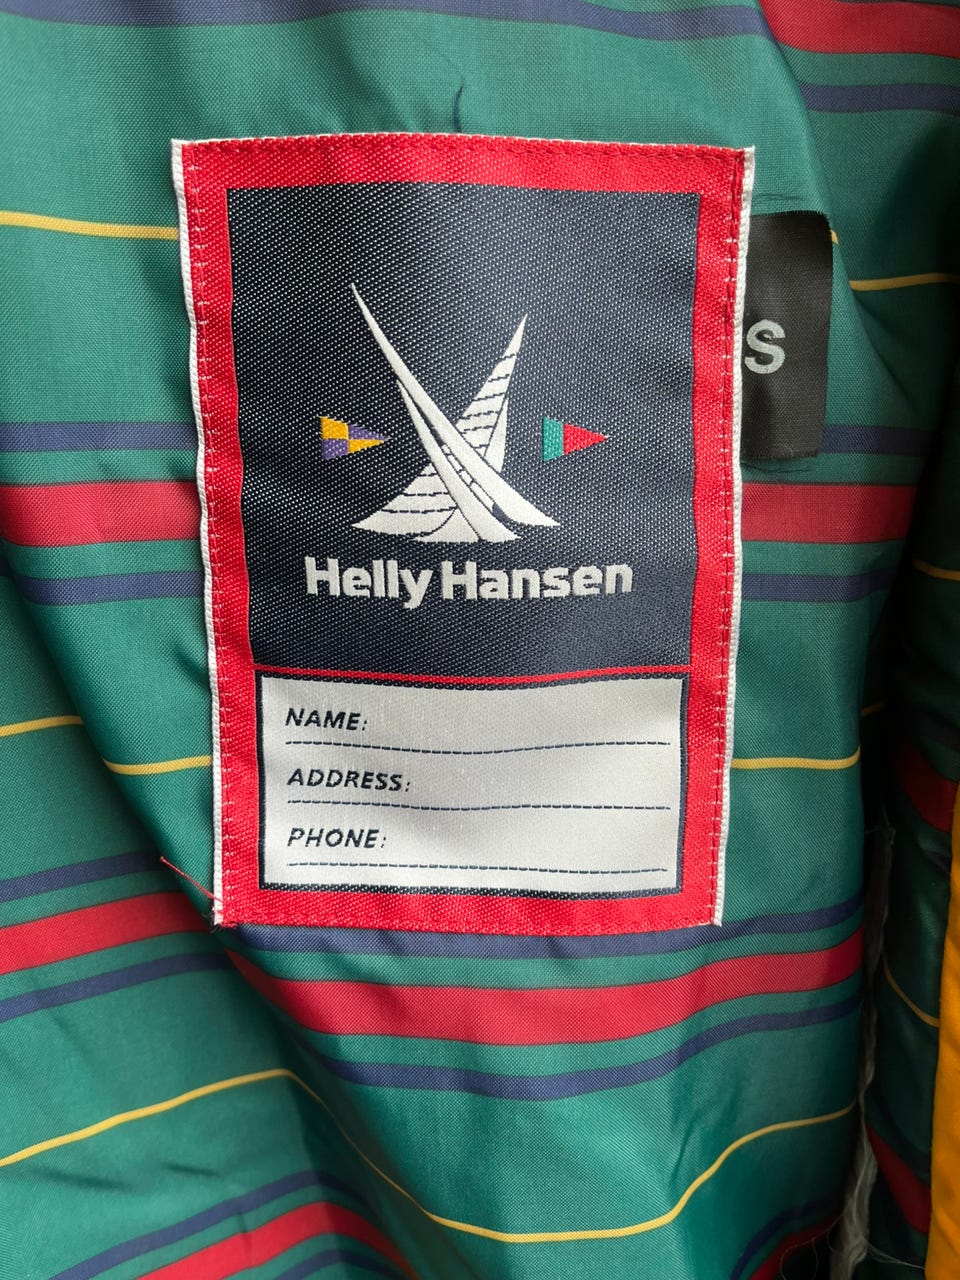 S
Helly Hansen
NAME:
ADDRESS:
PHONE: